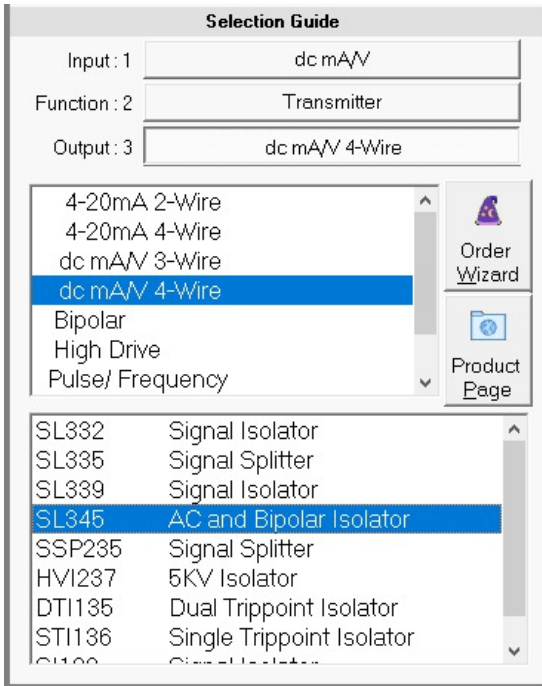 Selection Guide
Input : 1 dc mA/V
Function : 2 Transmitter
Output : 3 dc mA/V 4-Wire
4-20mA 2-Wire
4-20mA 4-Wire
dc mA/V 3-Wire
dc mA/V 4-Wire
Bipolar
High Drive
Pulse/ Frequency
Order
Wizard
Product
Page
SL332 Signal Isolator
SL335 Signal Splitter
SL339 Signal Isolator
SL345 AC and Bipolar Isolator
SSP235 Signal Splitter
HVI237 5KV Isolator
DTI135 Dual Trippoint Isolator
STI136 Single Trippoint Isolator
Signal Isolator